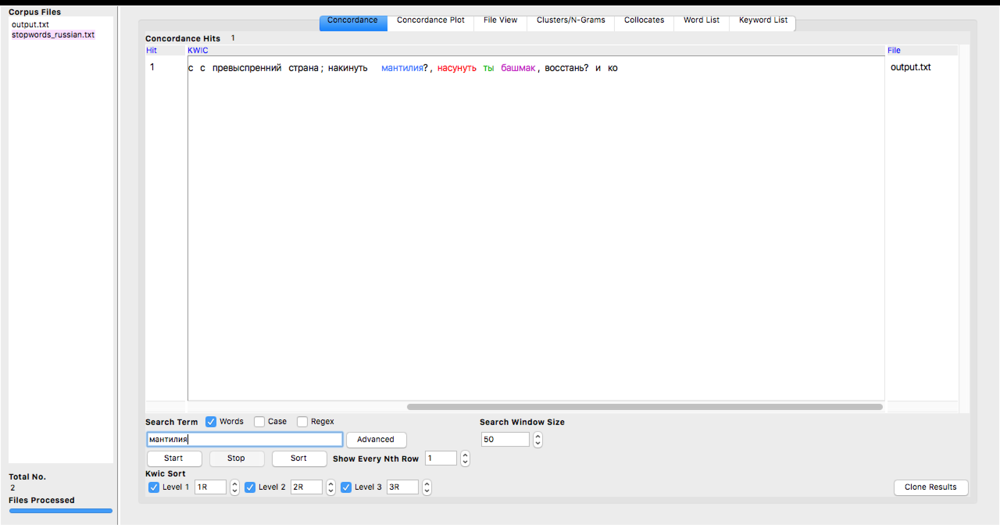 Corpus Files
output.txt
stopwords_russian.txt
Total No.
2
Files Processed
Concordance Concordance Plot File View Clusters/N-Grams Collocates Word List Keyword List
Concordance Hits 1
Hit KWIC File
1 с с превыспренний страна ; накинуть мантилия? , насунуть ты башмак , восстань? и ко output.txt
Search Term Words Case Regex Search Window Size
мантилия Advanced 50
Start Stop Sort Show Every Nth Row 1
Kwic Sort
Level 1 1R Level 2 2R Level 3 3R Clone Results